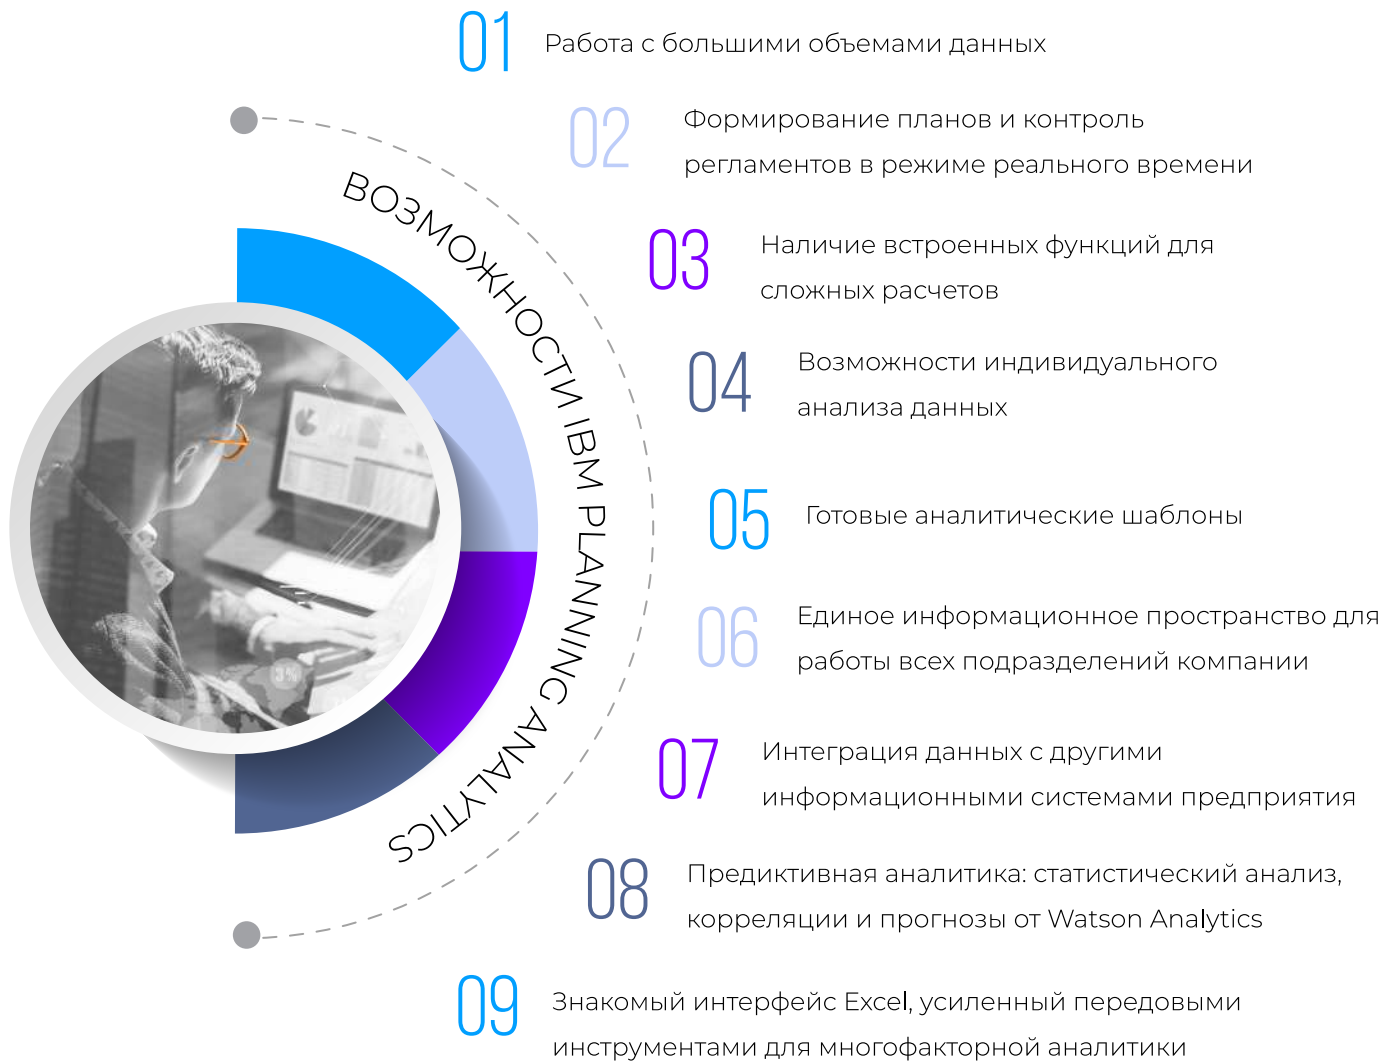 01
Работа с большими объемами данных
02
Формирование планов и контроль
регламентов в режиме реального времени
ВОЗМОЖНОСТИ IBM PLANNING ANALYTICS
03
Наличие встроенных функций для
сложных расчетов
04
Возможности индивидуального
анализа данных
05
Готовые аналитические шаблоны
06
Единое информационное пространство для
работы всех подразделений компании
3%
07
Интеграция данных с другими
информационными системами предприятия
08
Предиктивная аналитика: статистический анализ,
корреляции и прогнозы от Watson Analytics
09
Знакомый интерфейс Excel, усиленный передовыми
инструментами для многофакторной аналитики